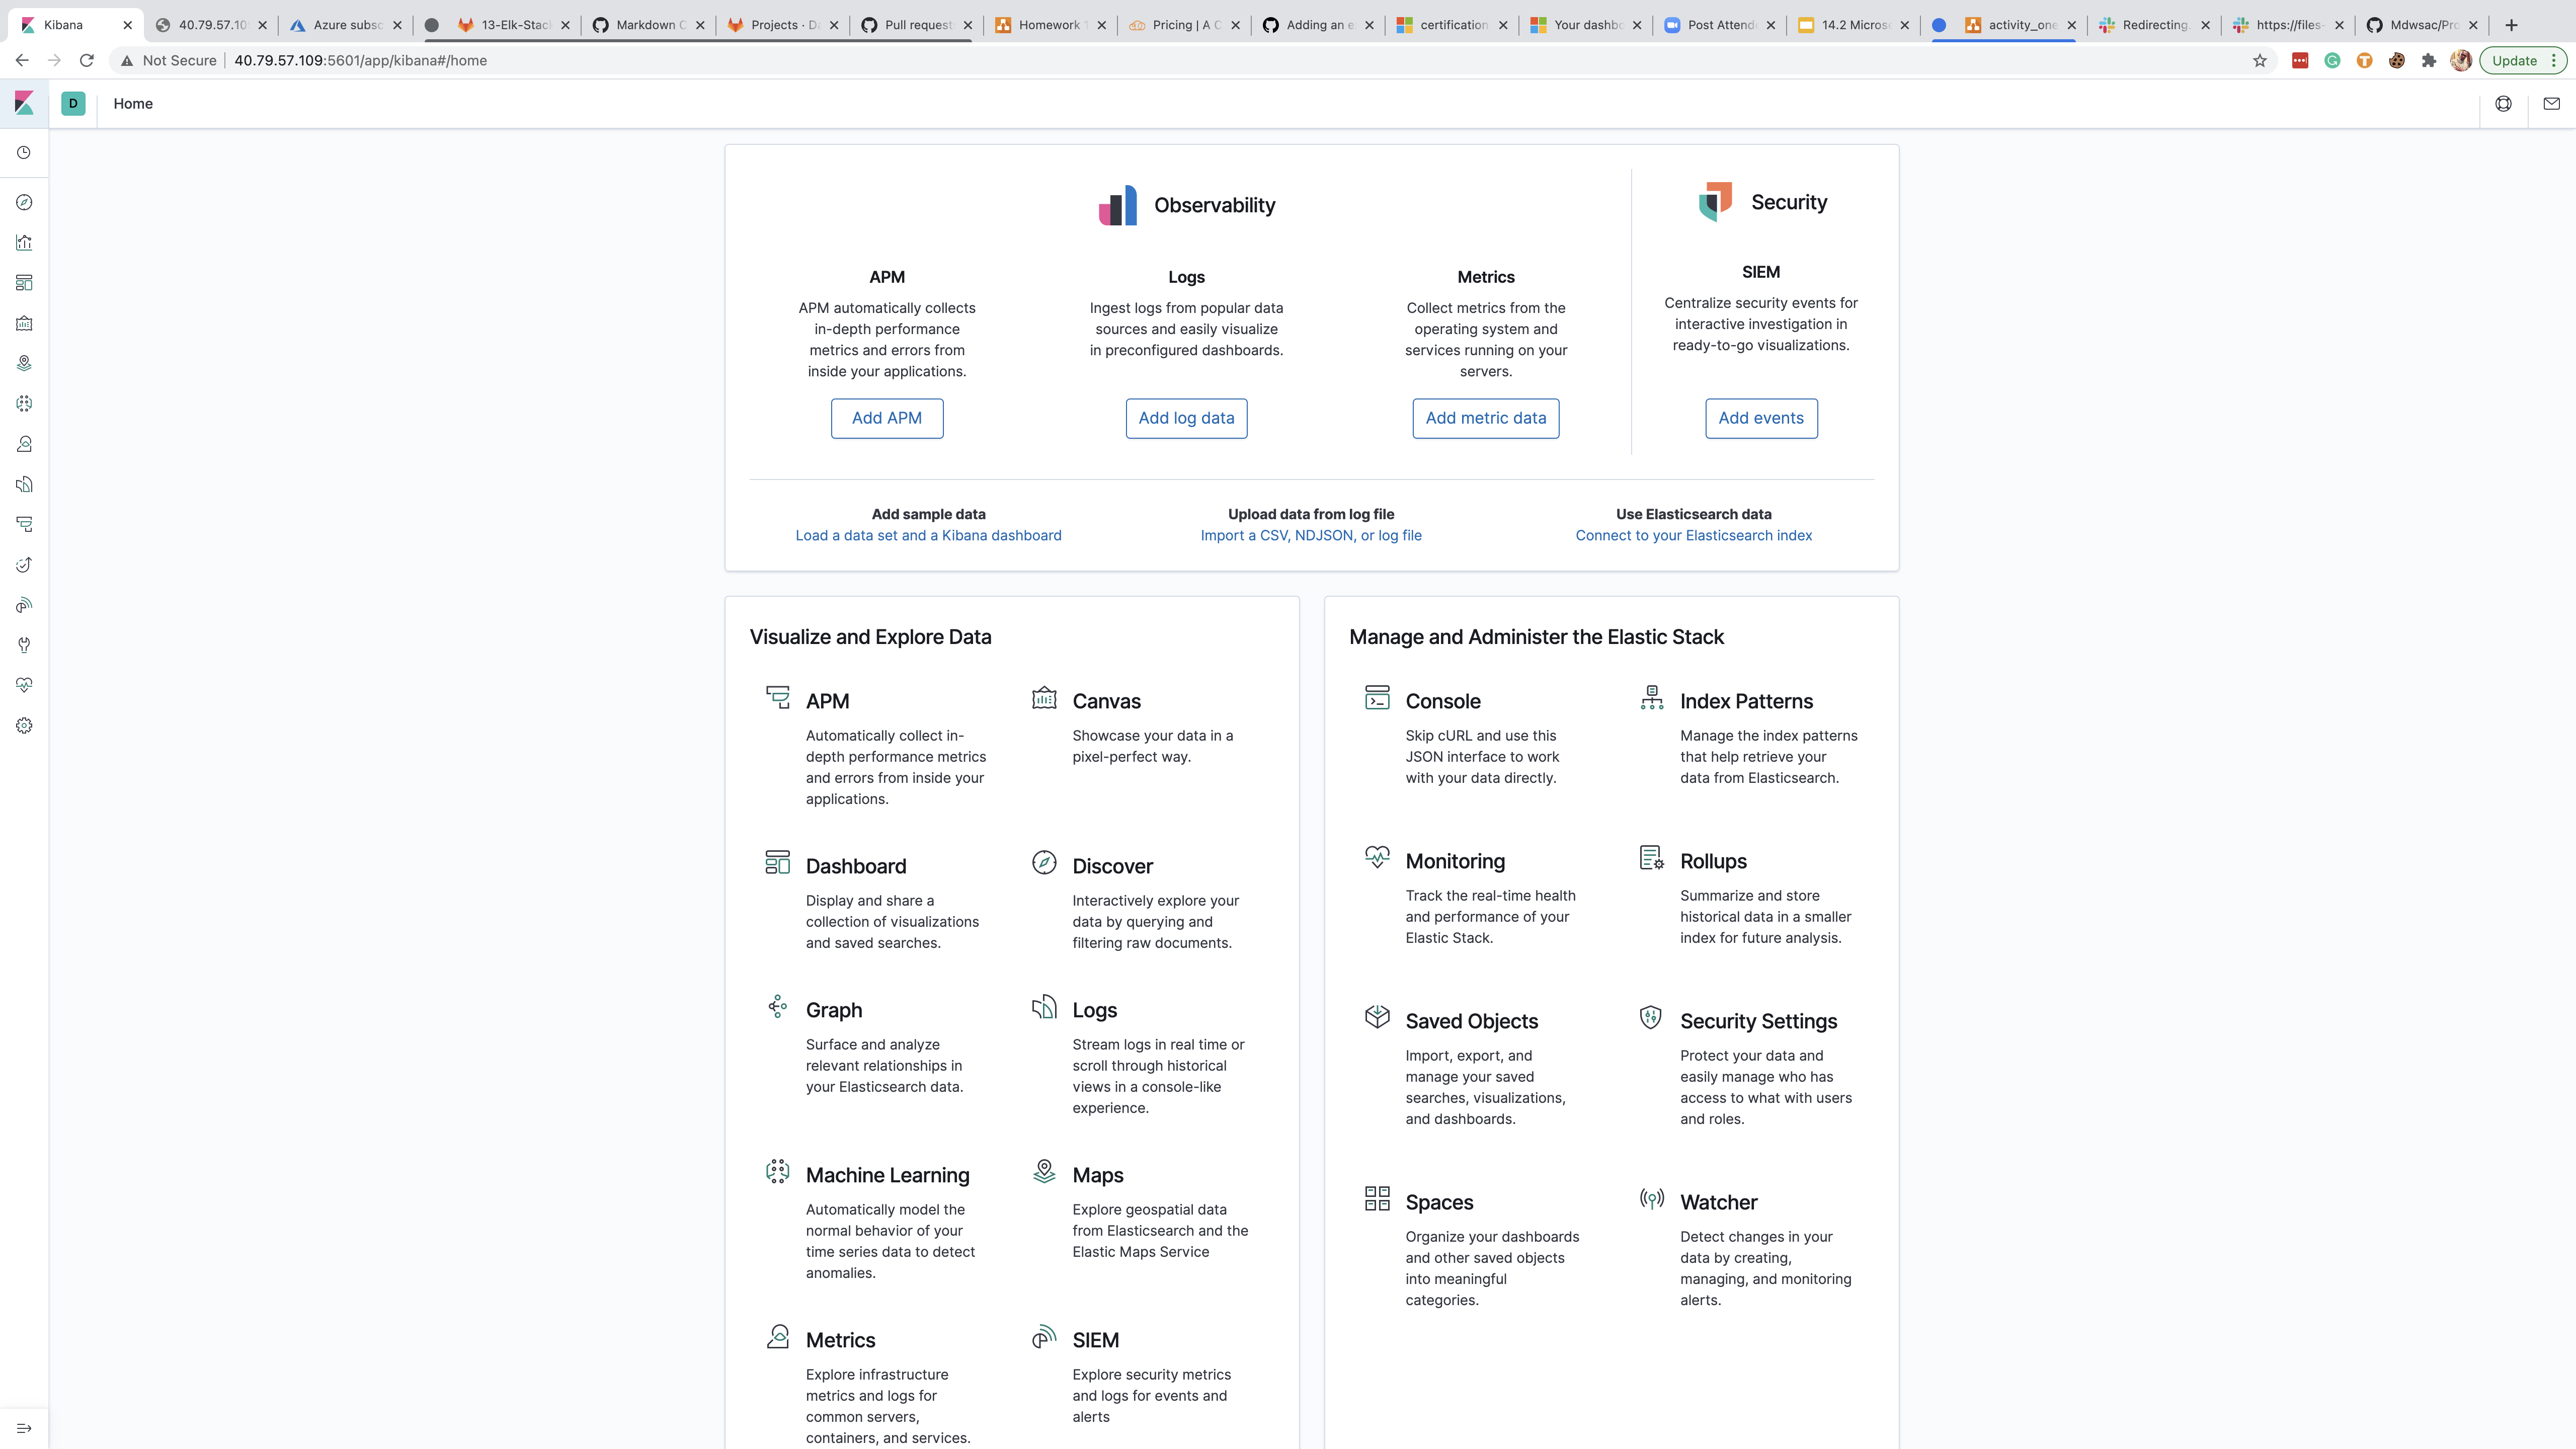 Kibana
40.79.57.10
Azure subsc
13-Elk-Stack
Markdown C
Projects · Da
Pull request
Homework 1
Pricing | A C
Adding an e
certification
Your dashbo
Post Attende
14.2 Microso
activity_one
Redirecting.
https://files-
Mdwsac/Pro
Not Secure
40.79.57.109:5601/app/kibana#/home
Update
D
Home
Observability
Security
APM
APM automatically collects
in-depth performance
metrics and errors from
inside your applications.
Add APM
Logs
Ingest logs from popular data
sources and easily visualize
in preconfigured dashboards.
Add log data
Metrics
Collect metrics from the
operating system and
services running on your
servers.
Add metric data
SIEM
Centralize security events for
interactive investigation in
ready-to-go visualizations.
Add events
Add sample data
Load a data set and a Kibana dashboard
Upload data from log file
Import a CSV, NDJSON, or log file
Use Elasticsearch data
Connect to your Elasticsearch index
Visualize and Explore Data
APM
Automatically collect in-
depth performance metrics
and errors from inside your
applications.
Canvas
Showcase your data in a
pixel-perfect way.
Dashboard
Display and share a
collection of visualizations
and saved searches.
Discover
Interactively explore your
data by querying and
filtering raw documents.
Graph
Surface and analyze
relevant relationships in
your Elasticsearch data.
Logs
Stream logs in real time or
scroll through historical
views in a console-like
experience.
Machine Learning
Automatically model the
normal behavior of your
time series data to detect
anomalies.
Maps
Explore geospatial data
from Elasticsearch and the
Elastic Maps Service
Metrics
Explore infrastructure
metrics and logs for
common servers,
containers, and services.
SIEM
Explore security metrics
and logs for events and
alerts
Manage and Administer the Elastic Stack
Console
Skip cURL and use this
JSON interface to work
with your data directly.
Index Patterns
Manage the index patterns
that help retrieve your
data from Elasticsearch.
Monitoring
Track the real-time health
and performance of your
Elastic Stack.
Rollups
Summarize and store
historical data in a smaller
index for future analysis.
Saved Objects
Import, export, and
manage your saved
searches, visualizations,
and dashboards.
Security Settings
Protect your data and
easily manage who has
access to what with users
and roles.
Spaces
Organize your dashboards
and other saved objects
into meaningful
categories.
Watcher
Detect changes in your
data by creating,
managing, and monitoring
alerts.